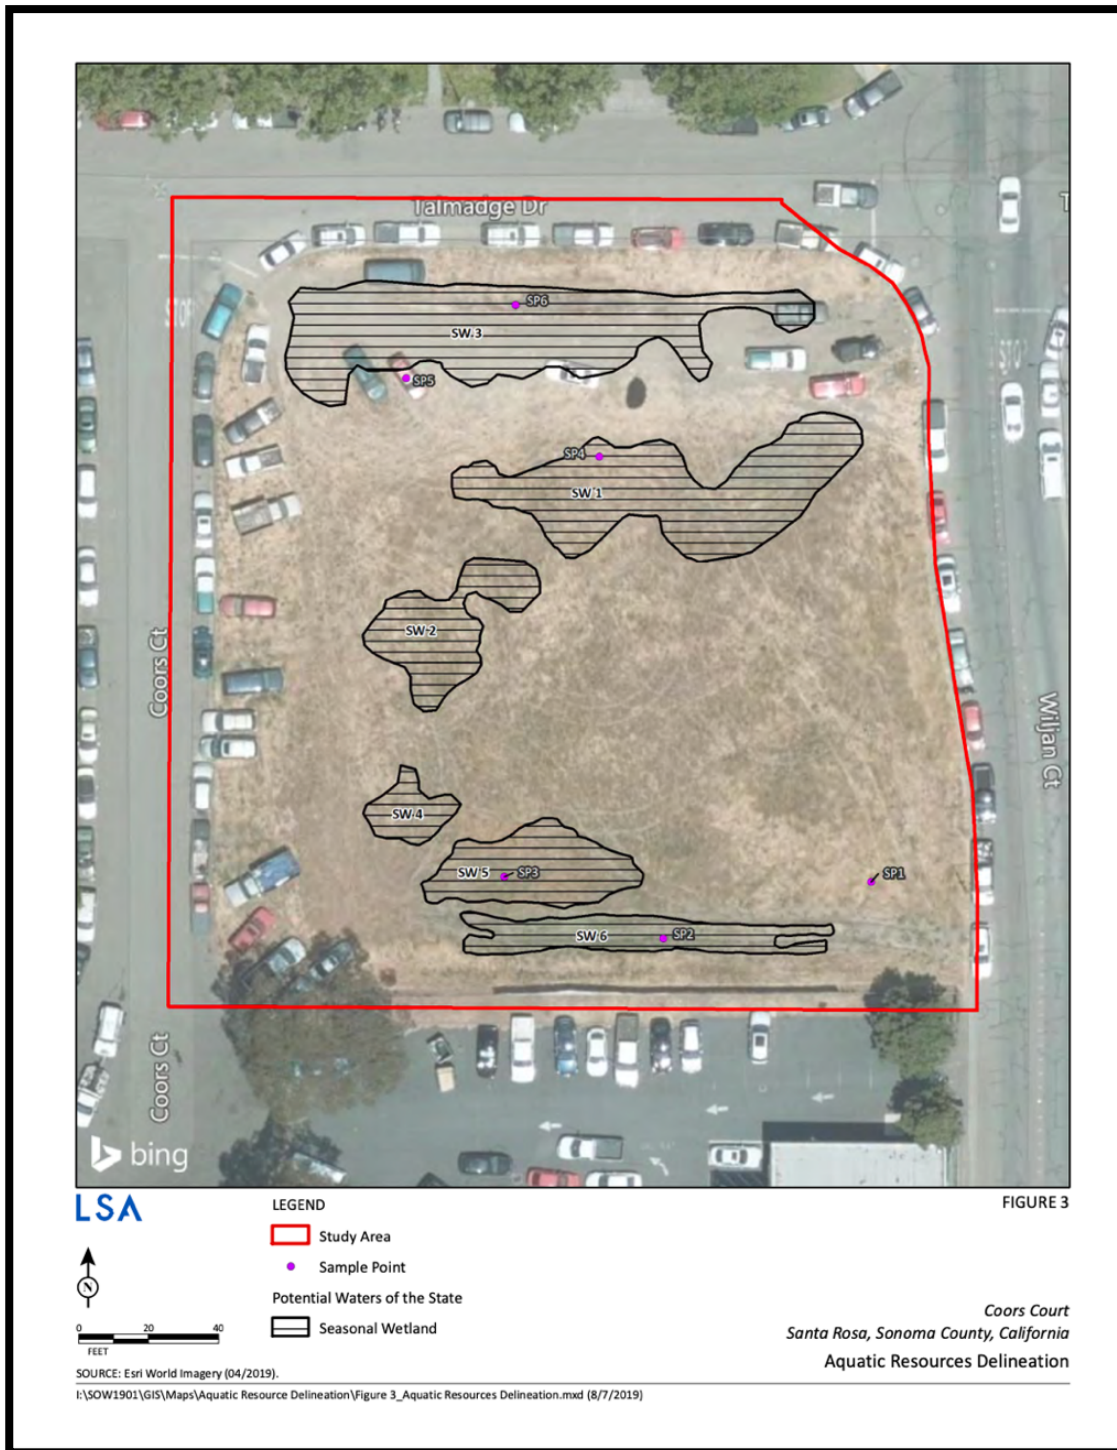 Talmadge Dr
T
STOP
SP6
SW 3
STOP
SP5
SP4
SW 1
SW 2
Coors Ct
Wiljan Ct
SW 4
SW 5
SP3
SP1
SW 6
SP2
Coors Ct
bing
LSA
LEGEND
FIGURE 3
Study Area
Sample Point
N
Potential Waters of the State
Seasonal Wetland
0 20 40
FEET
Coors Court
Santa Rosa, Sonoma County, California
Aquatic Resources Delineation
SOURCE: Esri World Imagery (04/2019).
I:\SOW1901\GIS\Maps\Aquatic Resource Delineation\Figure 3_Aquatic Resources Delineation.mxd (8/7/2019)